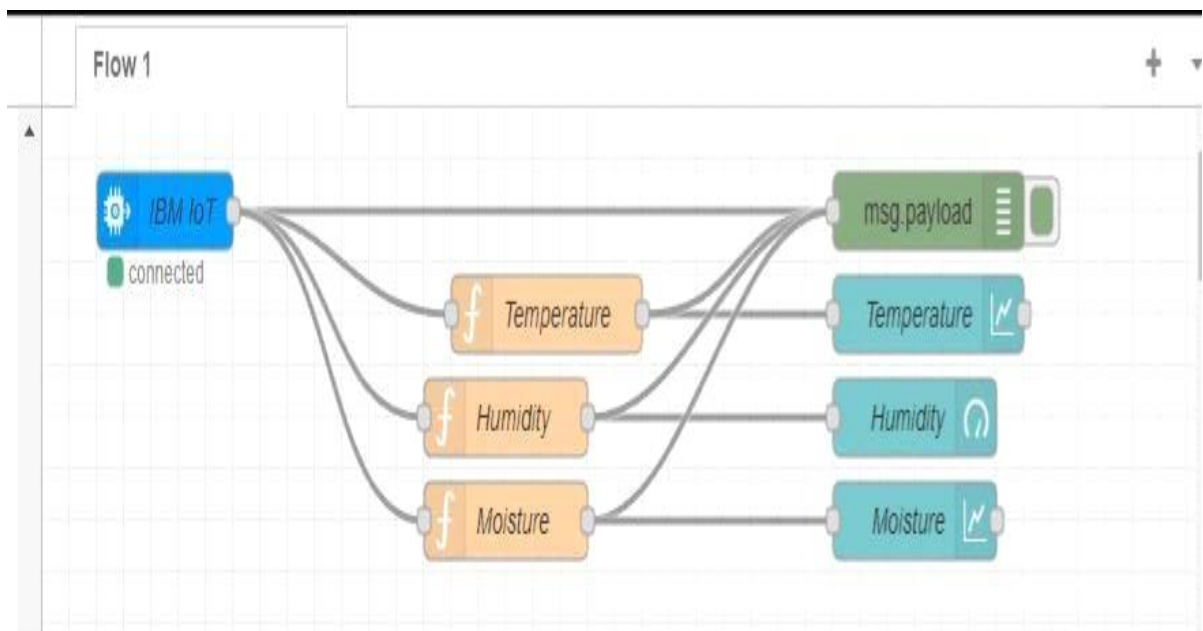 Flow 1
IBM IoT
msg.payload
connected
Temperature
Temperature
Humidity
Humidity
Moisture
Moisture